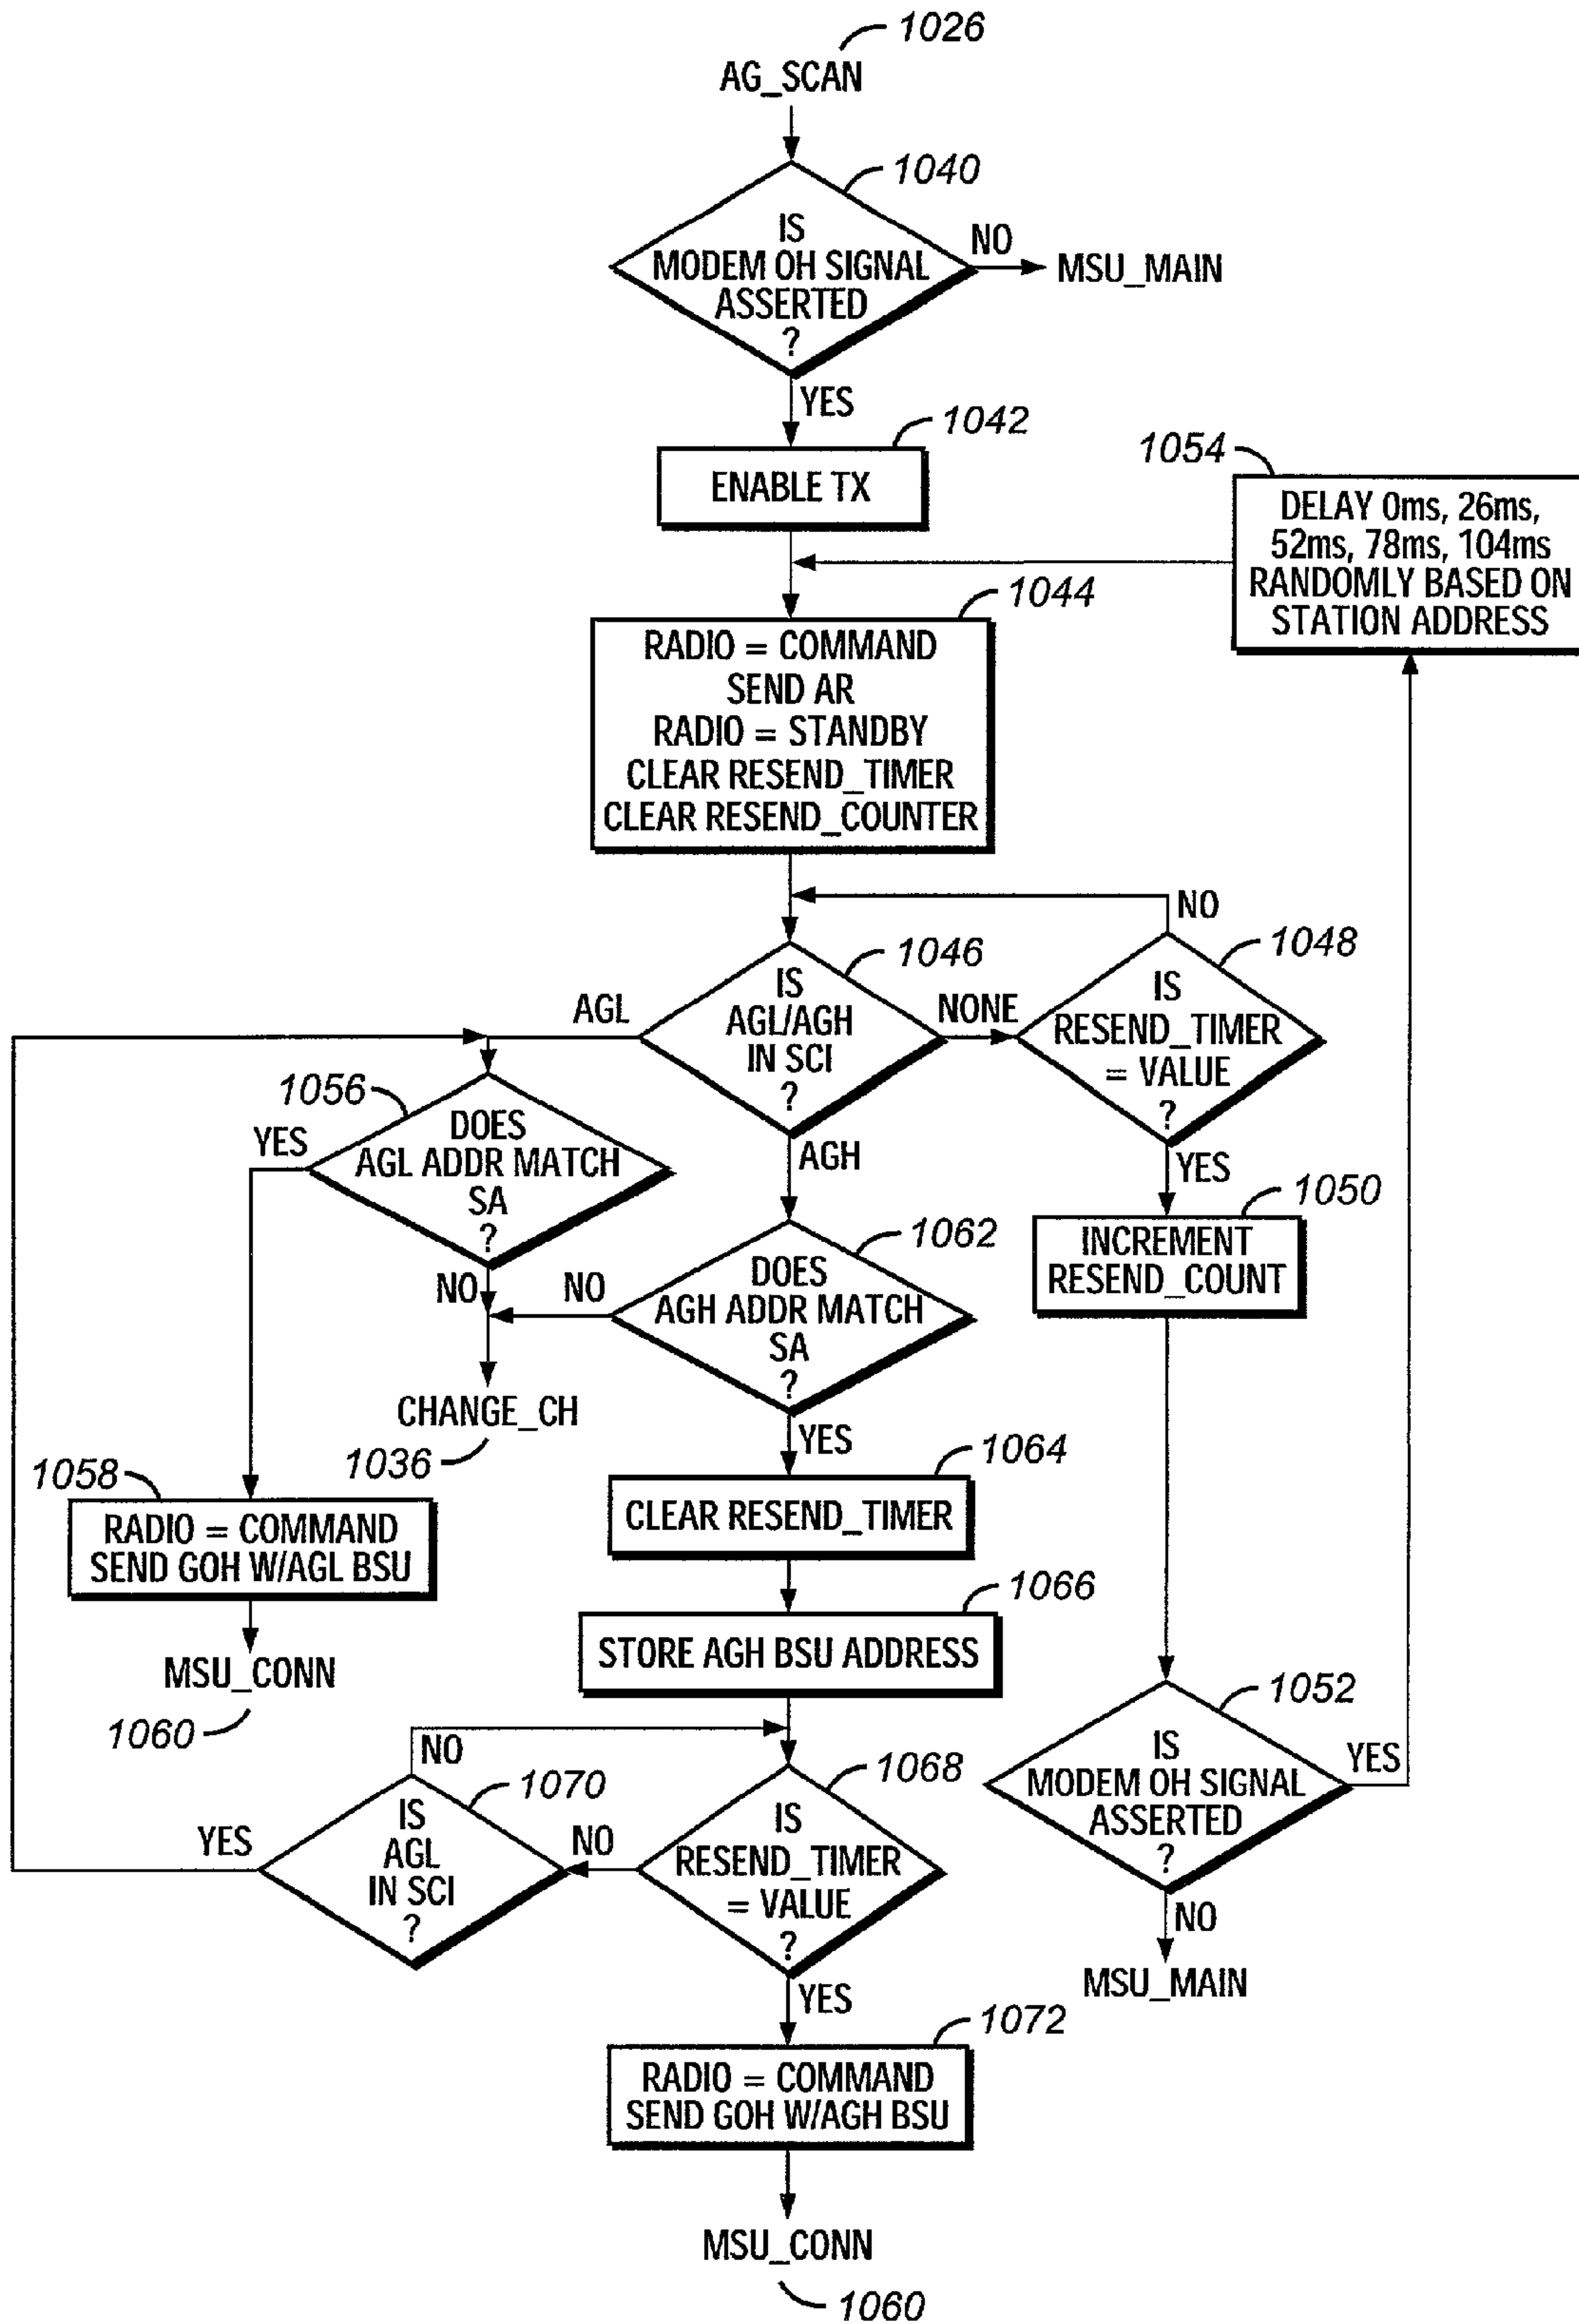 1026
AG_SCAN
1040
IS
MODEM OH SIGNAL
ASSERTED
?
NO
MSU_MAIN
YES
1042
ENABLE TX
1054
DELAY 0ms, 26ms,
52ms, 78ms, 104ms
RANDOMLY BASED ON
STATION ADDRESS
1044
RADIO = COMMAND
SEND AR
RADIO = STANDBY
CLEAR RESEND_TIMER
CLEAR RESEND_COUNTER
1046
IS
AGL/AGH
IN SCI
?
AGL
NONE
AGH
NO
1048
IS
RESEND_TIMER
= VALUE
?
YES
1050
INCREMENT
RESEND_COUNT
1056
DOES
AGL ADDR MATCH
SA
?
YES
NO
1062
DOES
AGH ADDR MATCH
SA
?
NO
YES
CHANGE_CH
1036
1058
RADIO = COMMAND
SEND GOH W/AGL BSU
MSU_CONN
1060
1064
CLEAR RESEND_TIMER
1066
STORE AGH BSU ADDRESS
1052
IS
MODEM OH SIGNAL
ASSERTED
?
YES
NO
MSU_MAIN
1068
IS
RESEND_TIMER
= VALUE
?
NO
YES
1070
IS
AGL
IN SCI
?
NO
YES
1072
RADIO = COMMAND
SEND GOH W/AGH BSU
MSU_CONN
1060